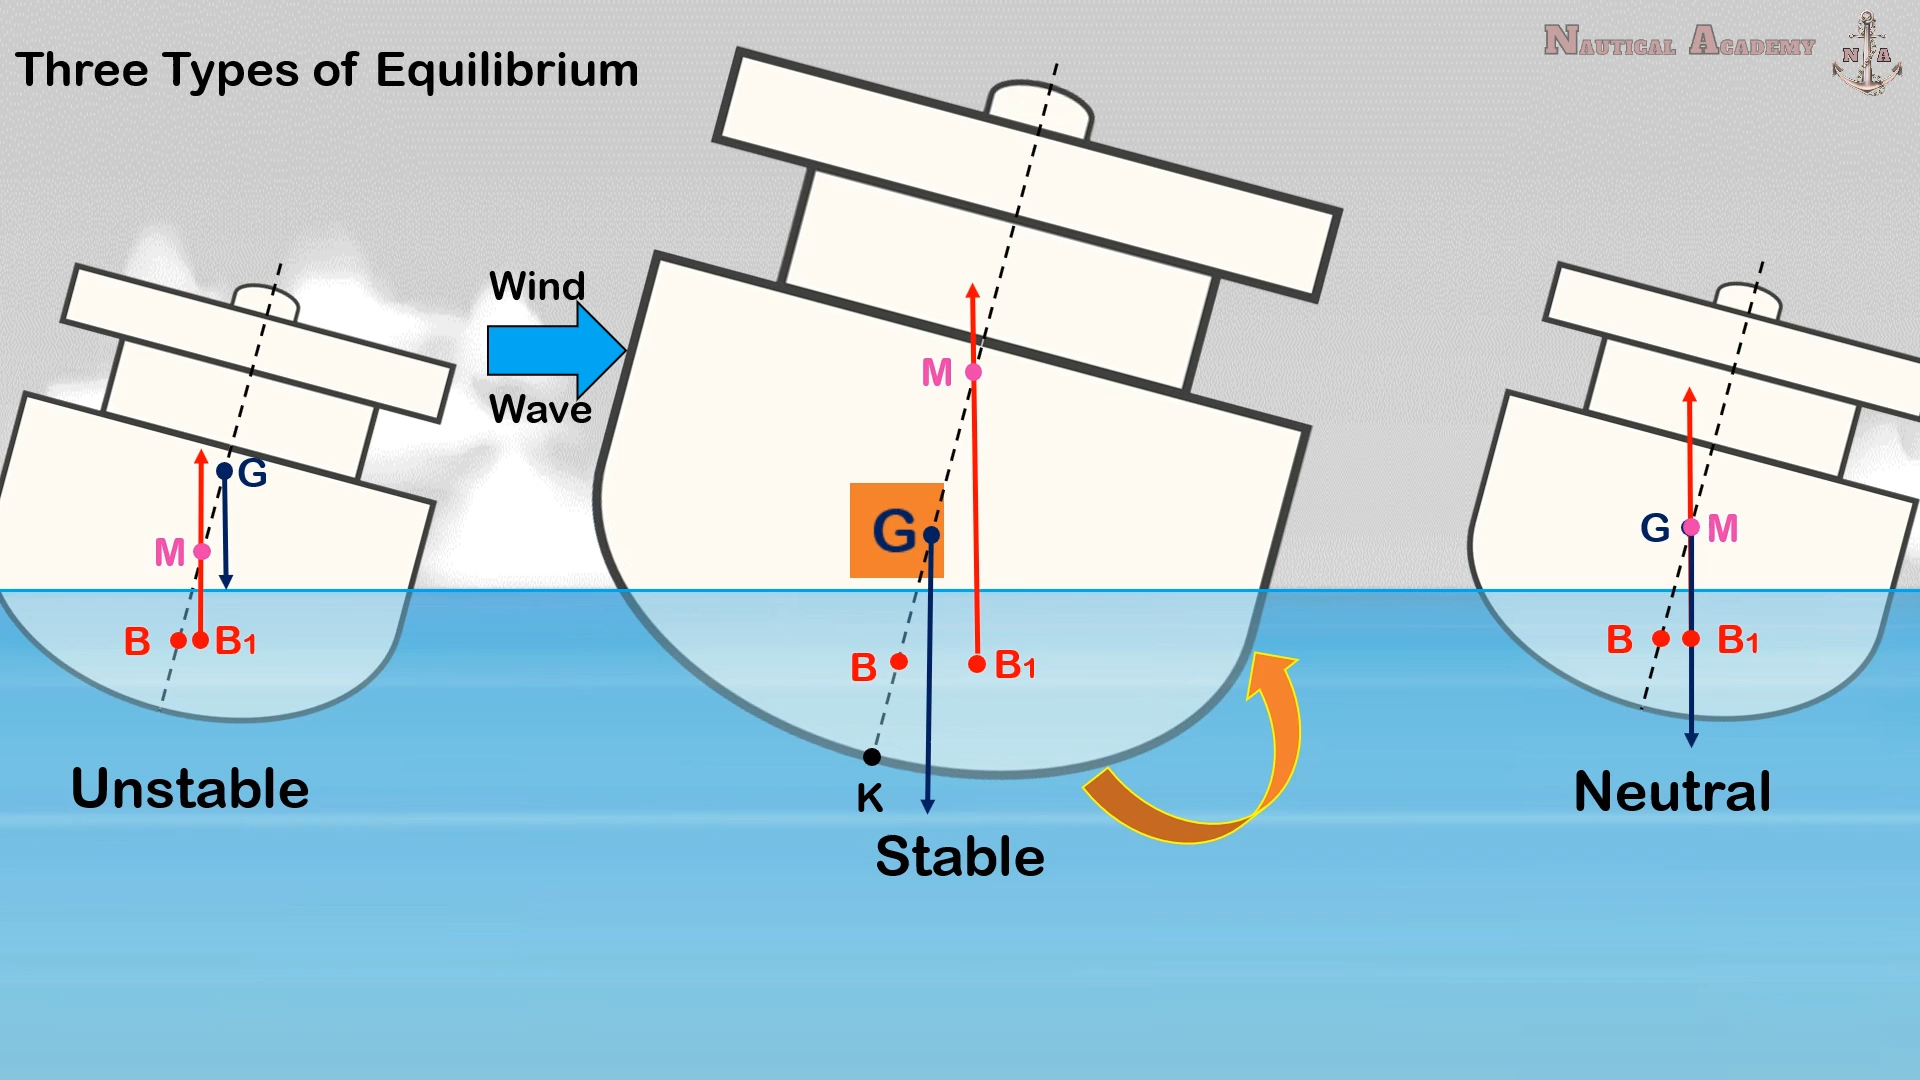 Three Types of Equilibrium
NAUTICAL ACADEMY
N A
Wind
Wave
G
M
B B1
Unstable
M
G
B B1
K
Stable
G M
B B1
Neutral